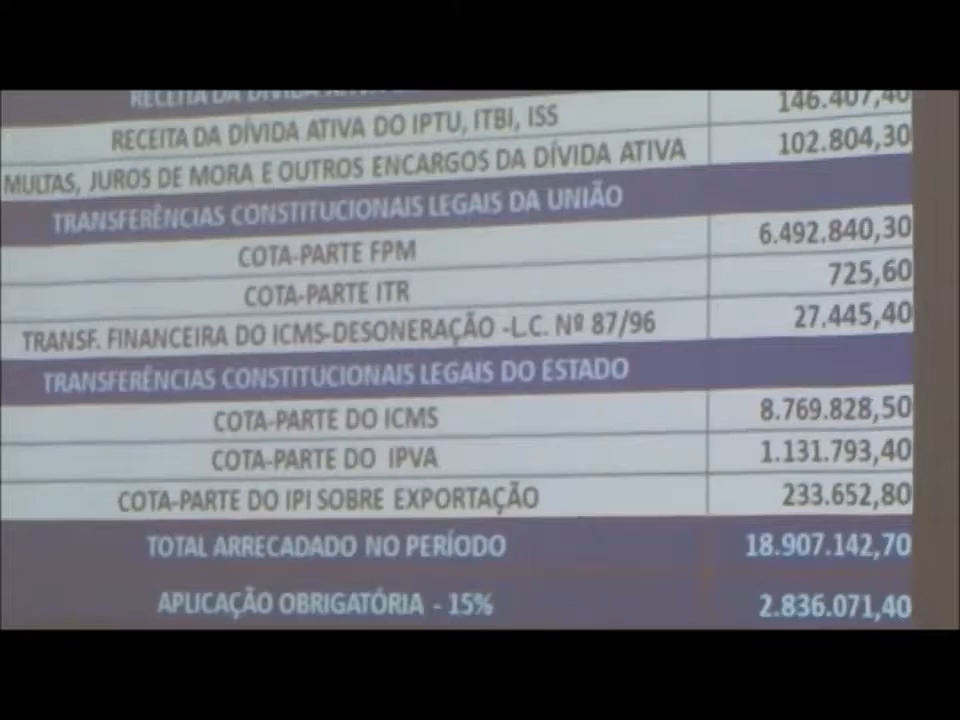 RECEITA DA DÍVIDA ATIVA
RECEITA DA DÍVIDA ATIVA DO IPTU, ITBI, ISS 146.407,40
MULTAS, JUROS DE MORA E OUTROS ENCARGOS DA DÍVIDA ATIVA 102.804,30
TRANSFERÊNCIAS CONSTITUCIONAIS LEGAIS DA UNIÃO
COTA-PARTE FPM 6.492.840,30
COTA-PARTE ITR 725,60
TRANSF. FINANCEIRA DO ICMS-DESONERAÇÃO -L.C. Nº 87/96 27.445,40
TRANSFERÊNCIAS CONSTITUCIONAIS LEGAIS DO ESTADO
COTA-PARTE DO ICMS 8.769.828,50
COTA-PARTE DO IPVA 1.131.793,40
COTA-PARTE DO IPI SOBRE EXPORTAÇÃO 233.652,80
TOTAL ARRECADADO NO PERÍODO 18.907.142,70
APLICAÇÃO OBRIGATÓRIA - 15% 2.836.071,40